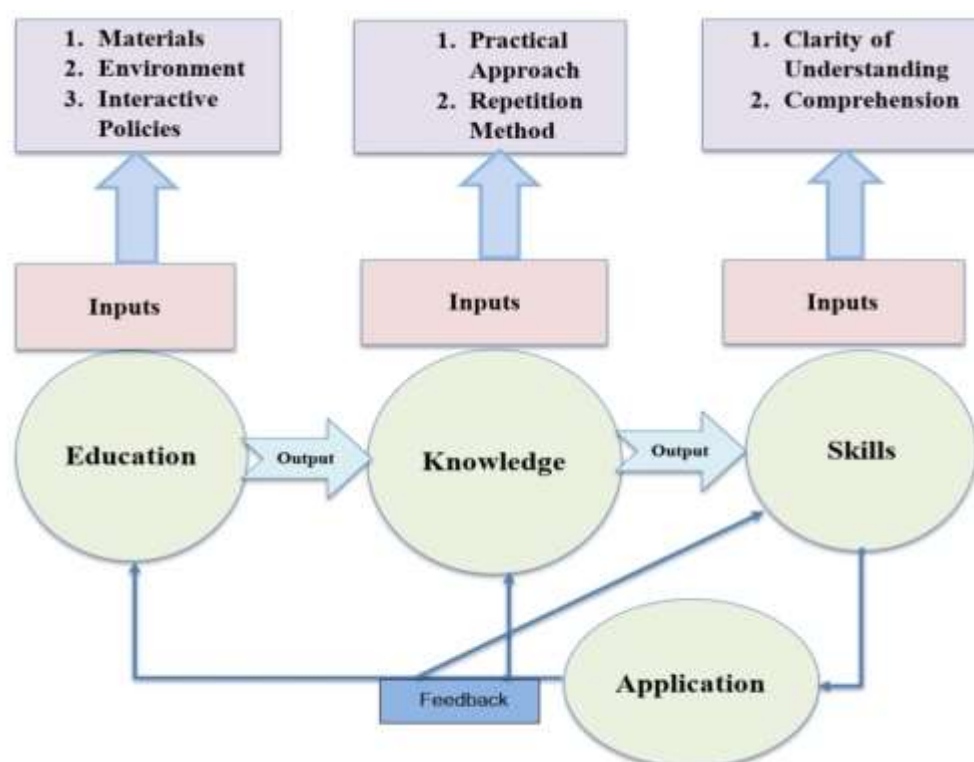 1. Materials
2. Environment
3. Interactive
Policies
1. Practical
Approach
2. Repetition
Method
1. Clarity of
Understanding
2. Comprehension
Inputs
Inputs
Inputs
Education
Output
Knowledge
Output
Skills
Application
Feedback